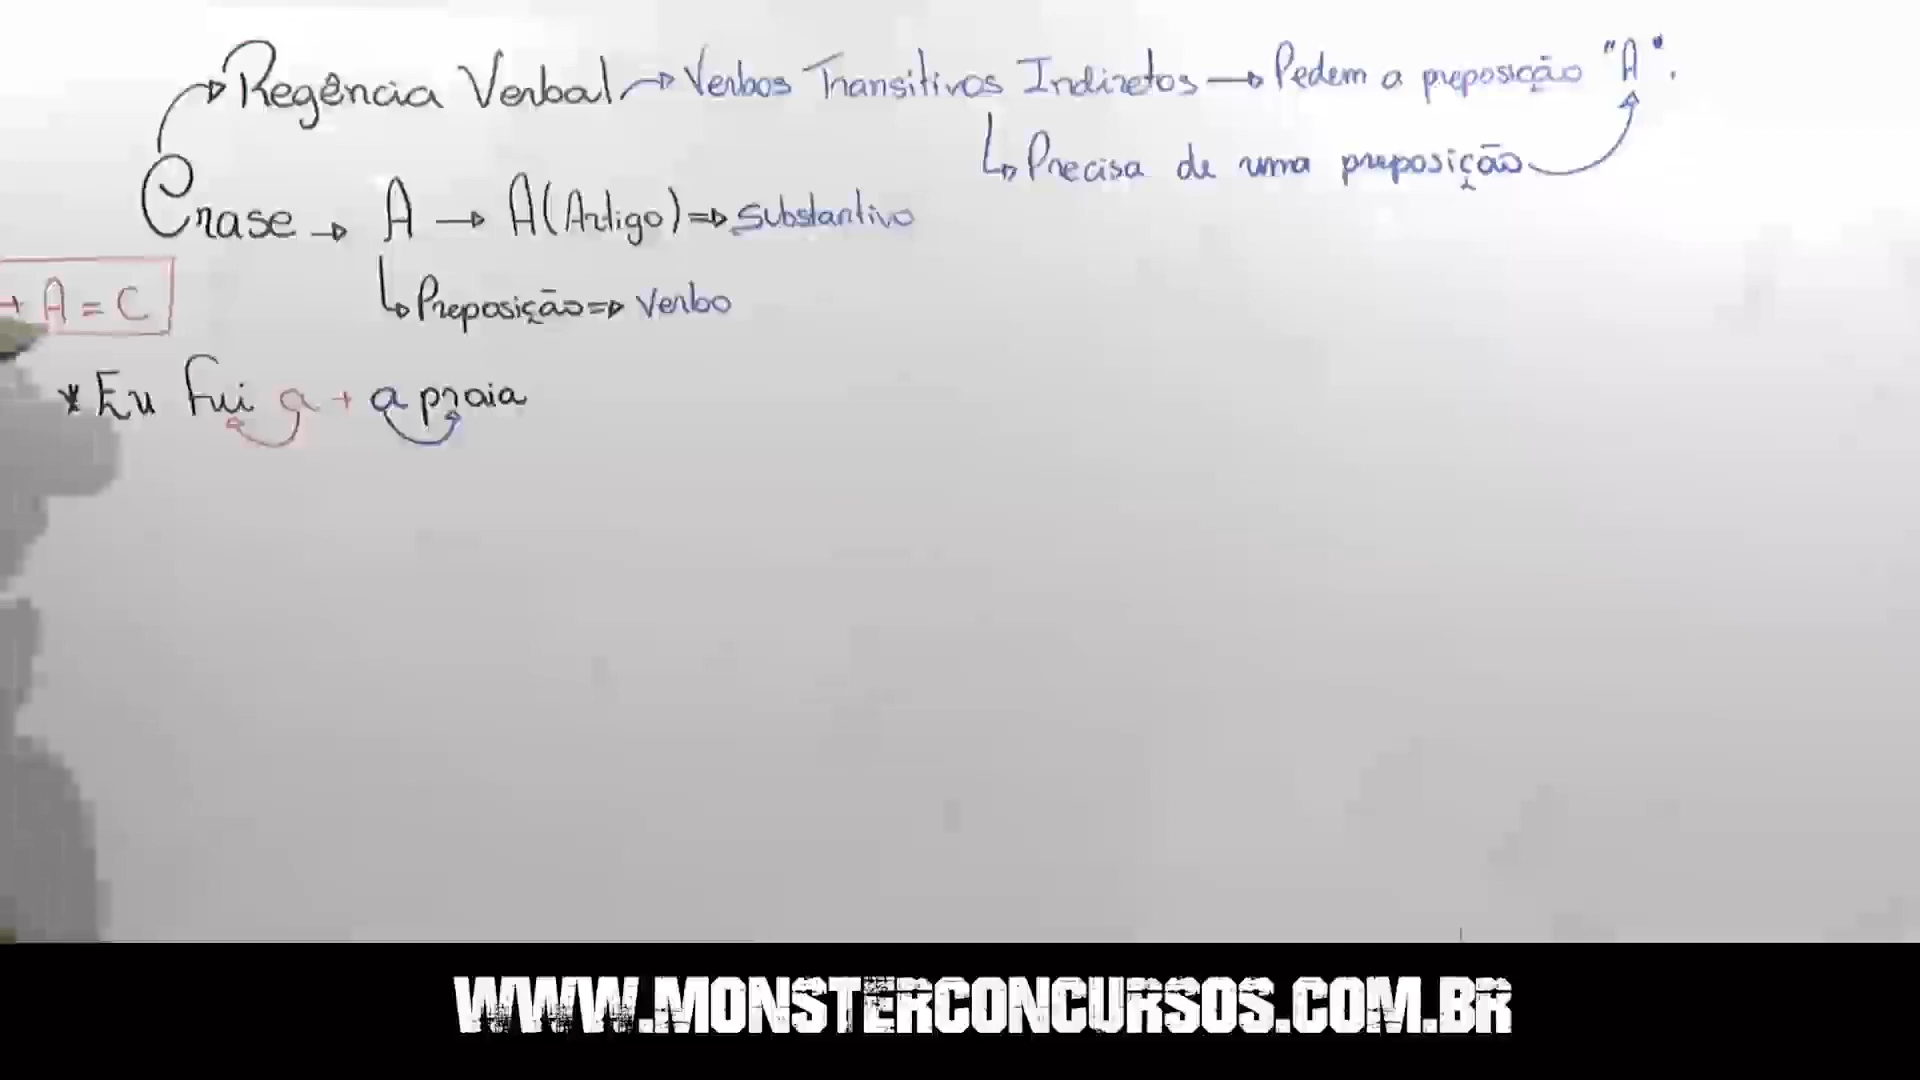 Regência Verbal → Verbos Transitivos Indiretos → Pedem a preposição "A".
↳ Precisa de uma preposição
Crase → A → A (Artigo) ⇒ substantivo
+ A = C
↳ Preposição ⇒ Verbo
* Eu fui a + a praia
WWW.MONSTERCONCURSOS.COM.BR